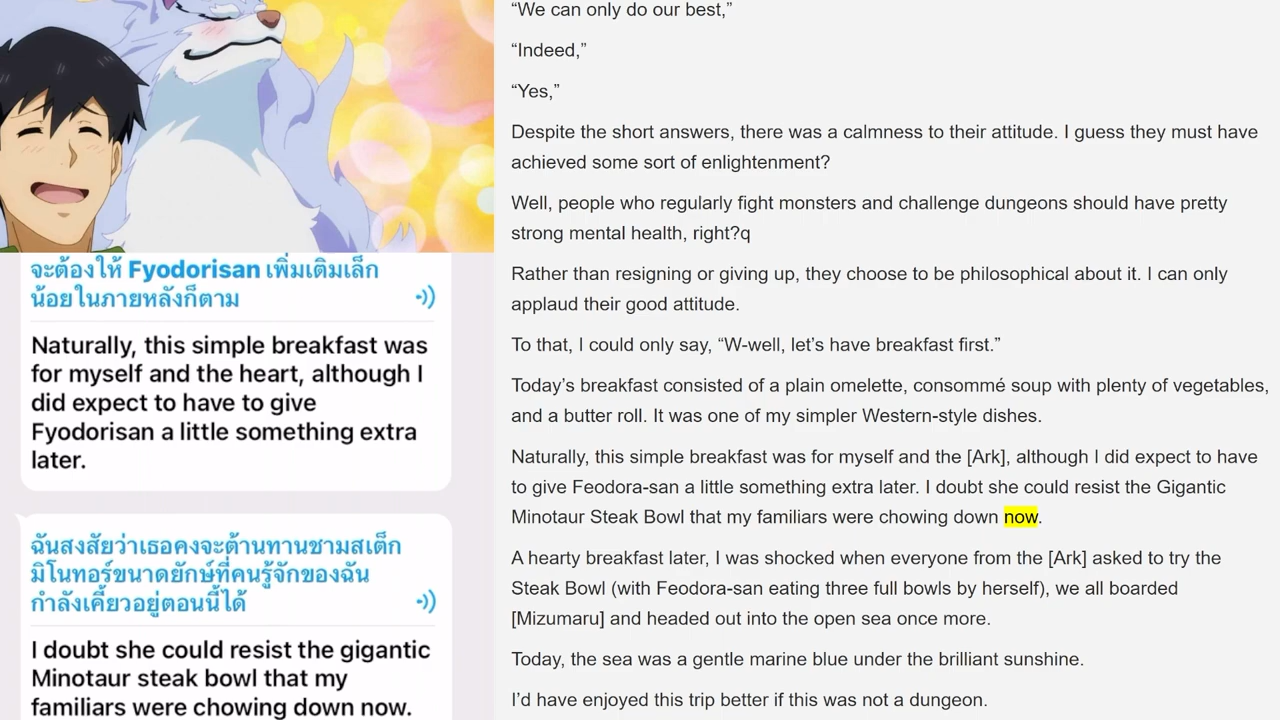 จะต้องให้ Fyodorisan เพิ่มเติมเล็ก
น้อยในภายหลังก็ตาม
Naturally, this simple breakfast was
for myself and the heart, although I
did expect to have to give
Fyodorisan a little something extra
later.
ฉันสงสัยว่าเธอคงจะต้านทานชามสเต็ก
มิโนทอร์ขนาดยักษ์ที่คนรู้จักของฉัน
กำลังเคี้ยวอยู่ตอนนี้ได้
I doubt she could resist the gigantic
Minotaur steak bowl that my
familiars were chowing down now.
“We can only do our best,”
“Indeed,”
“Yes,”
Despite the short answers, there was a calmness to their attitude. I guess they must have
achieved some sort of enlightenment?
Well, people who regularly fight monsters and challenge dungeons should have pretty
strong mental health, right?q
Rather than resigning or giving up, they choose to be philosophical about it. I can only
applaud their good attitude.
To that, I could only say, “W-well, let’s have breakfast first.”
Today’s breakfast consisted of a plain omelette, consommé soup with plenty of vegetables,
and a butter roll. It was one of my simpler Western-style dishes.
Naturally, this simple breakfast was for myself and the [Ark], although I did expect to have
to give Feodora-san a little something extra later. I doubt she could resist the Gigantic
Minotaur Steak Bowl that my familiars were chowing down now.
A hearty breakfast later, I was shocked when everyone from the [Ark] asked to try the
Steak Bowl (with Feodora-san eating three full bowls by herself), we all boarded
[Mizumaru] and headed out into the open sea once more.
Today, the sea was a gentle marine blue under the brilliant sunshine.
I’d have enjoyed this trip better if this was not a dungeon.